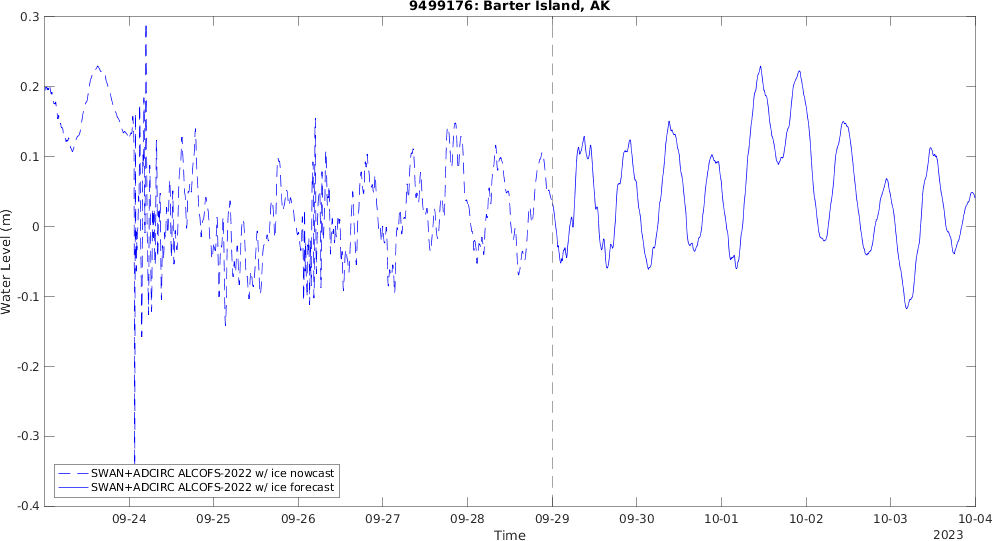 9499176: Barter Island, AK
0.3
0.2
0.1
0
-0.1
-0.2
-0.3
-0.4
Water Level (m)
SWAN+ADCIRC ALCOFS-2022 w/ ice nowcast
SWAN+ADCIRC ALCOFS-2022 w/ ice forecast
09-24 09-25 09-26 09-27 09-28 09-29 09-30 10-01 10-02 10-03 10-04
Time
2023